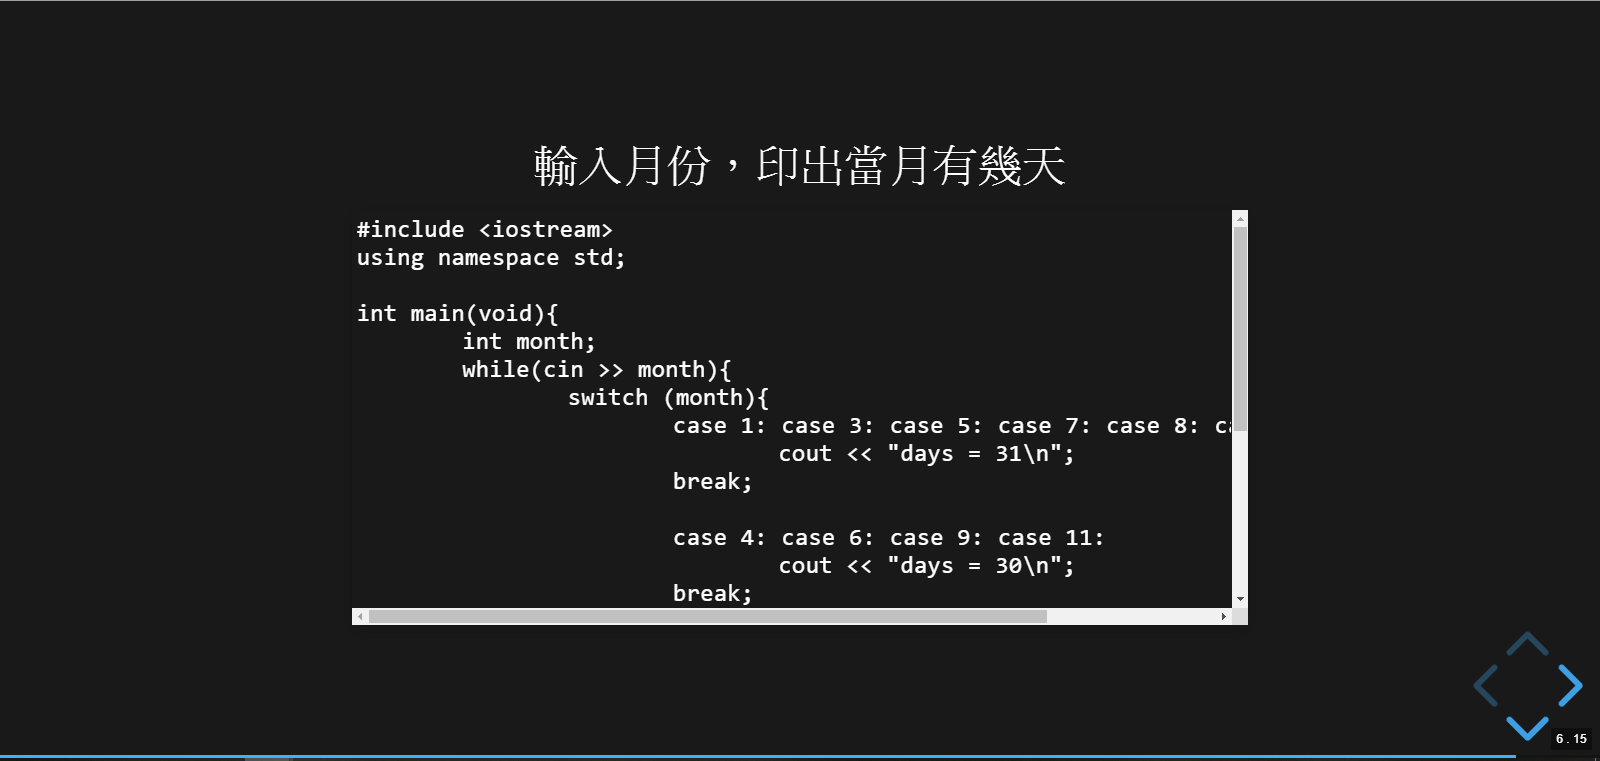 輸入月份，印出當月有幾天
#include <iostream>
using namespace std;
int main(void){
int month;
while(cin >> month){
switch (month){
case 1: case 3: case 5: case 7: case 8:
cout << "days = 31\n";
break;
case 4: case 6: case 9: case 11:
cout << "days = 30\n";
break;
6.15